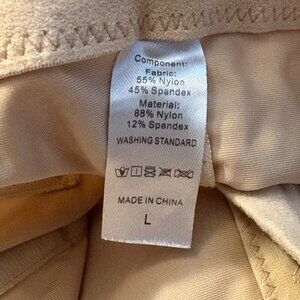 Component:
Fabric:
55% Nylon
45% Spandex
Material:
88% Nylon
12% Spandex
WASHING STANDARD
MADE IN CHINA
L